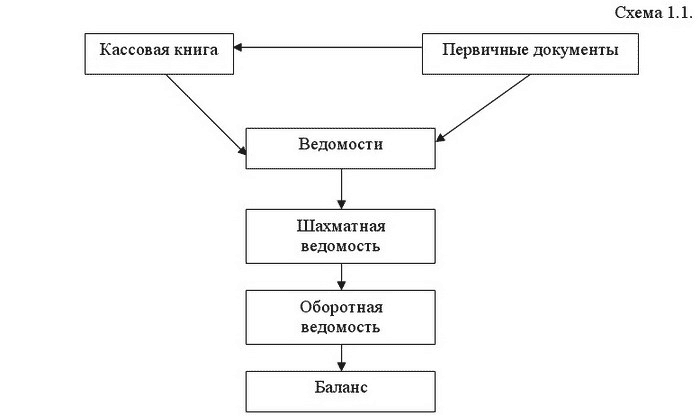 Схема 1.1.
Кассовая книга
Первичные документы
Ведомости
Шахматная
ведомость
Оборотная
ведомость
Баланс